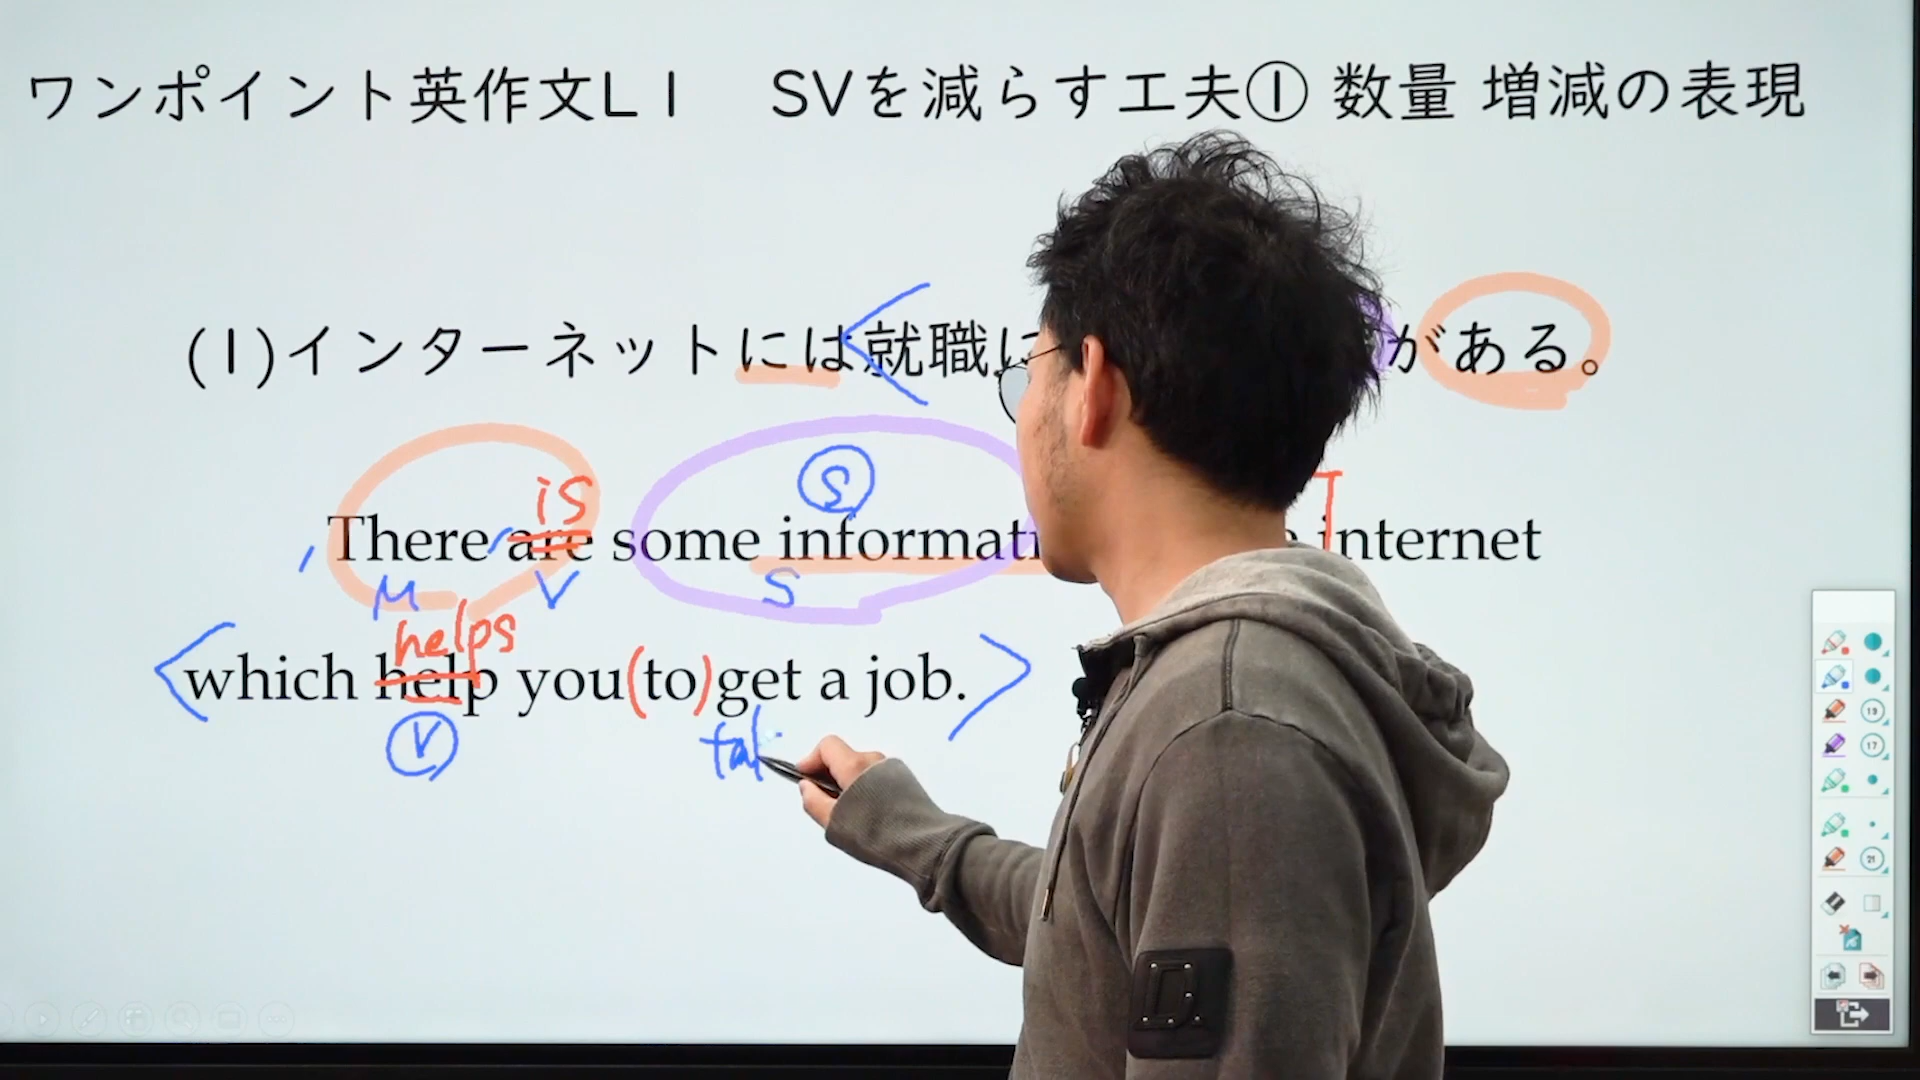 ワンポイント英作文L1 SVを減らす工夫① 数量 増減の表現
(1)インターネットには就職に がある。
S
is
There are some informati internet
M V S
helps
which help you (to) get a job.
V